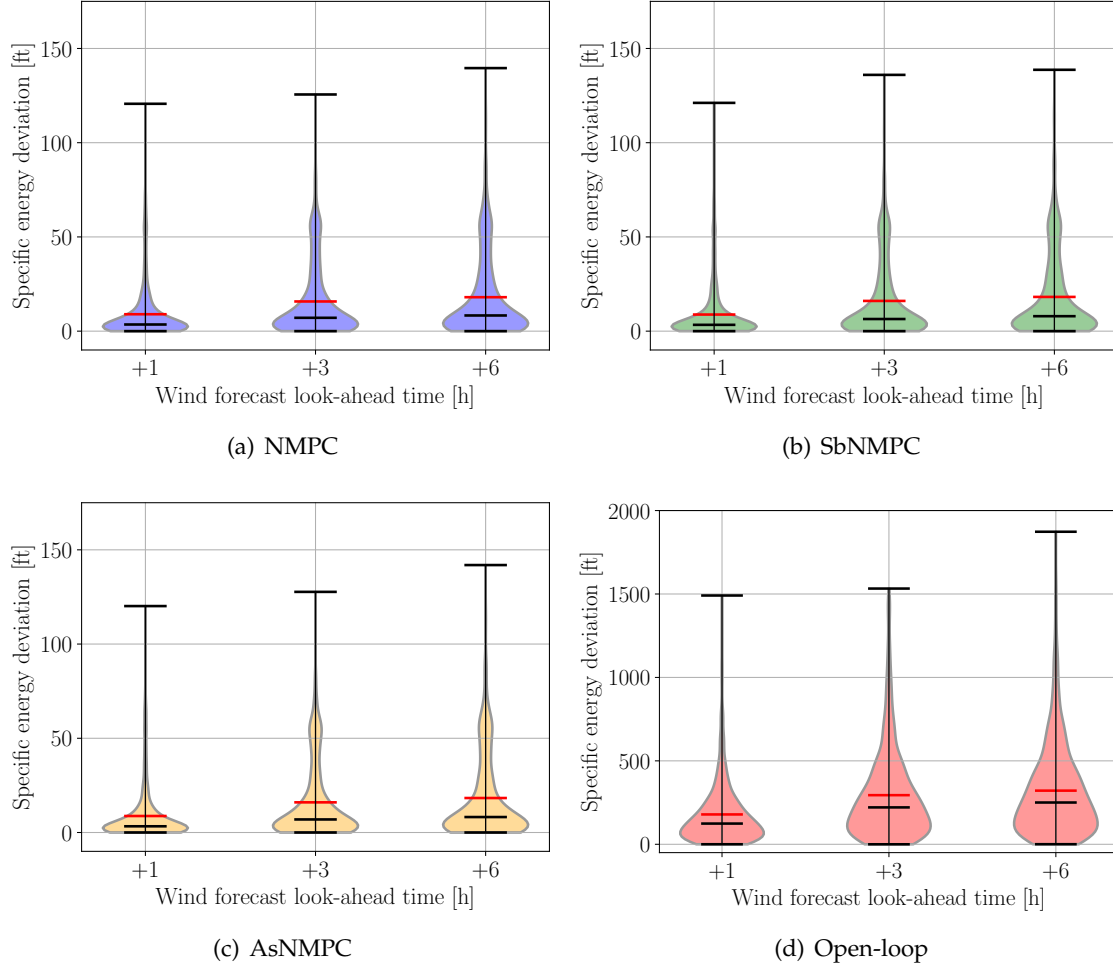 150
100
50
0
Specific energy deviation [ft]
+1 +3 +6
Wind forecast look-ahead time [h]
(a) NMPC
150
100
50
0
Specific energy deviation [ft]
+1 +3 +6
Wind forecast look-ahead time [h]
(b) SbNMPC
150
100
50
0
Specific energy deviation [ft]
+1 +3 +6
Wind forecast look-ahead time [h]
(c) AsNMPC
2000
1500
1000
500
0
Specific energy deviation [ft]
+1 +3 +6
Wind forecast look-ahead time [h]
(d) Open-loop